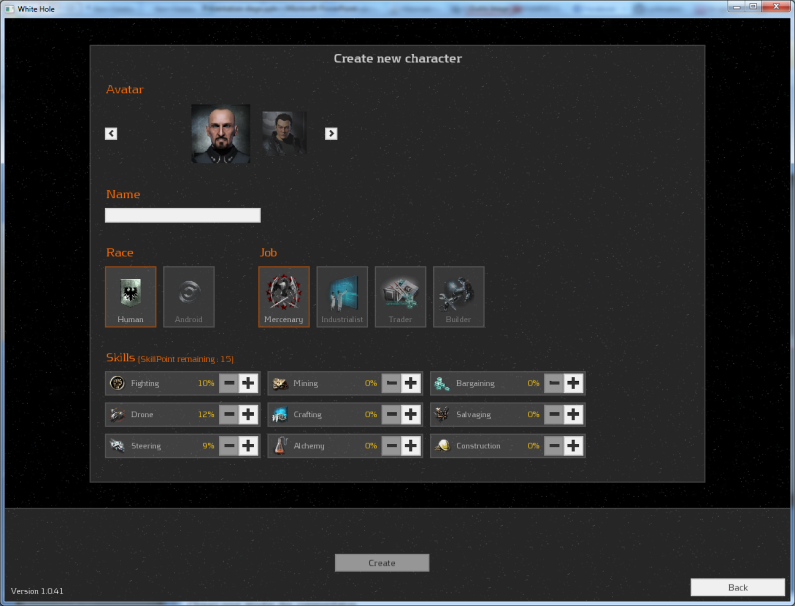 White Hole
Create new character
Avatar
Name
Race Job
Human Android Mercenary Industrialist Trader Builder
Skills (SkillPoint remaining : 15)
Fighting 10% Mining 0% Bargaining 0%
Drone 12% Crafting 0% Salvaging 0%
Steering 9% Alchemy 0% Construction 0%
Create
Version 1.0.41
Back